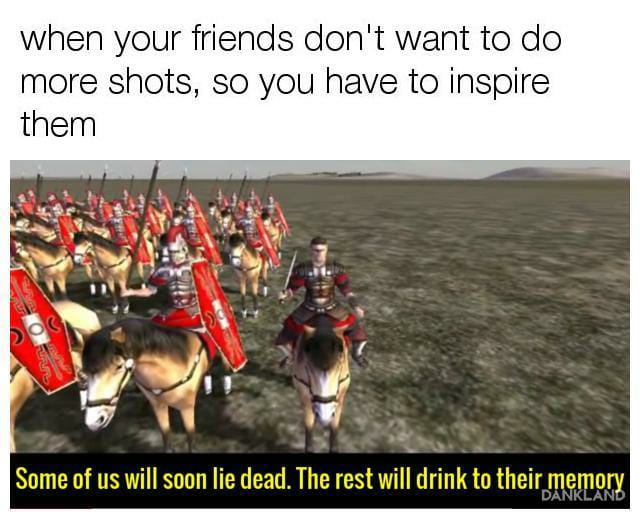 when your friends don't want to do
more shots, so you have to inspire
them
Some of us will soon lie dead. The rest will drink to their memory
DANKLAND